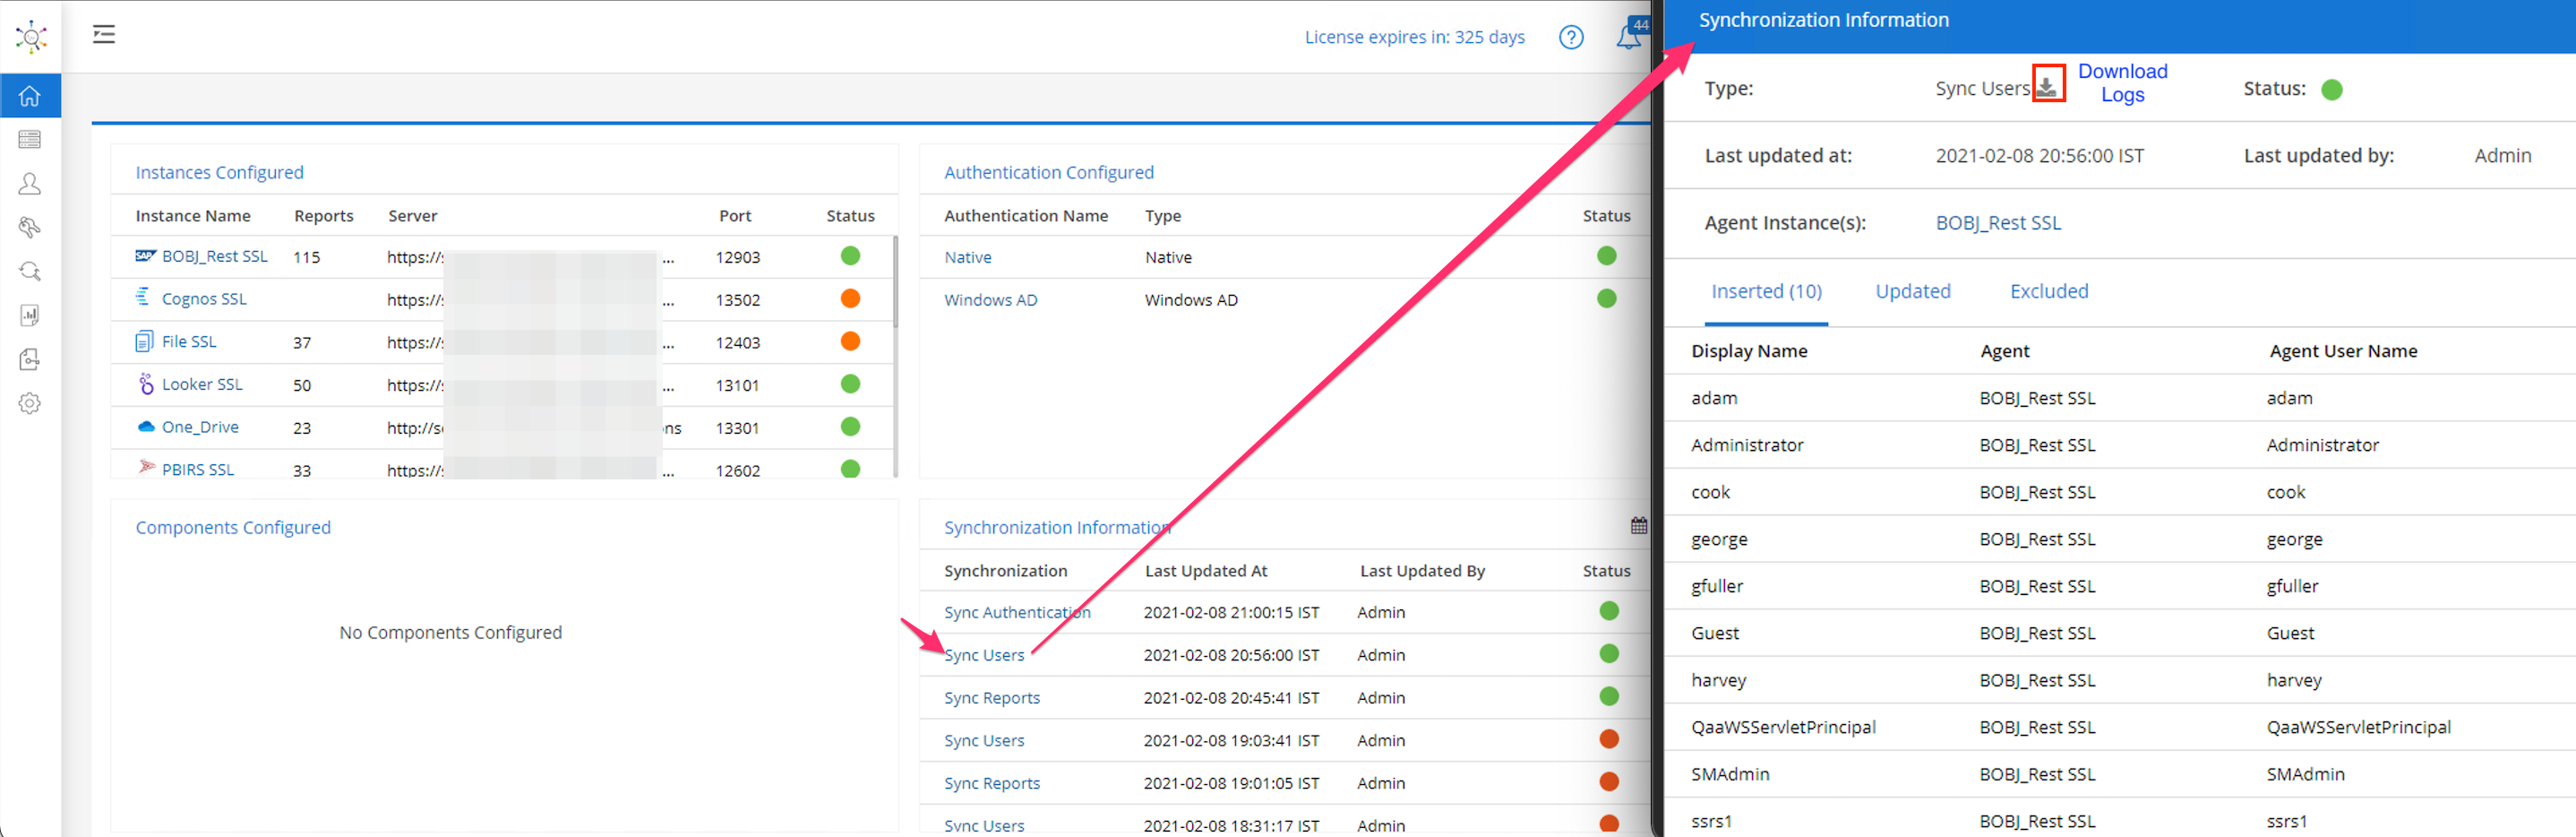 License expires in: 325 days
44
Instances Configured
Instance Name Reports Server Port Status
SAP BOBJ_Rest SSL 115 https:// ... 12903
Cognos SSL https:// ... 13502
File SSL 37 https:// ... 12403
Looker SSL 50 https:// ... 13101
One_Drive 23 http:// 13301
PBIRS SSL 33 https:// ... 12602
Authentication Configured
Authentication Name Type Status
Native Native
Windows AD Windows AD
Components Configured
No Components Configured
Synchronization Information
Synchronization Last Updated At Last Updated By Status
Sync Authentication 2021-02-08 21:00:15 IST Admin
Sync Users 2021-02-08 20:56:00 IST Admin
Sync Reports 2021-02-08 20:45:41 IST Admin
Sync Users 2021-02-08 19:03:41 IST Admin
Sync Reports 2021-02-08 19:01:05 IST Admin
Sync Users 2021-02-08 18:31:17 IST Admin
Synchronization Information
Type: Sync Users Download Logs Status:
Last updated at: 2021-02-08 20:56:00 IST Last updated by: Admin
Agent Instance(s): BOBJ_Rest SSL
Inserted (10) Updated Excluded
Display Name Agent Agent User Name
adam BOBJ_Rest SSL adam
Administrator BOBJ_Rest SSL Administrator
cook BOBJ_Rest SSL cook
george BOBJ_Rest SSL george
gfuller BOBJ_Rest SSL gfuller
Guest BOBJ_Rest SSL Guest
harvey BOBJ_Rest SSL harvey
QaaWSServletPrincipal BOBJ_Rest SSL QaaWSServletPrincipal
SMAdmin BOBJ_Rest SSL SMAdmin
ssrs1 BOBJ_Rest SSL ssrs1